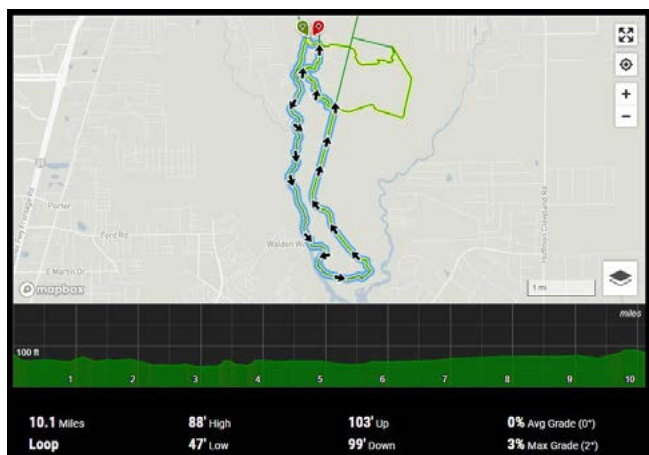 +
−
Porter
Ford Rd
E Martin Dr
Huffman Cleveland Rd
mapbox
1 mi
miles
100 ft
1 2 3 4 5 6 7 8 9 10
10.1 Miles 88' High 103' Up 0% Avg Grade (0°)
Loop 47' Low 99' Down 3% Max Grade (2°)